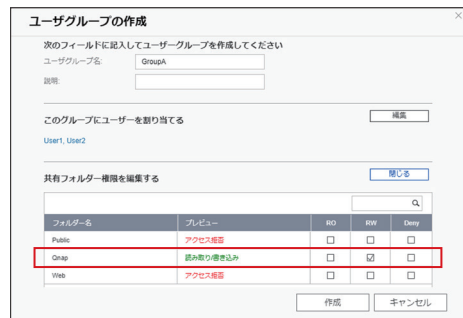 ユーザグループの作成
次のフィールドに記入してユーザーグループを作成してください
ユーザグループ名: GroupA
説明:
このグループにユーザーを割り当てる 編集
User1, User2
共有フォルダー権限を編集する 閉じる
フォルダー名 プレビュー RO RW Deny
Public アクセス拒否
Qnap 読み取り/書き込み
Web アクセス拒否
作成 キャンセル